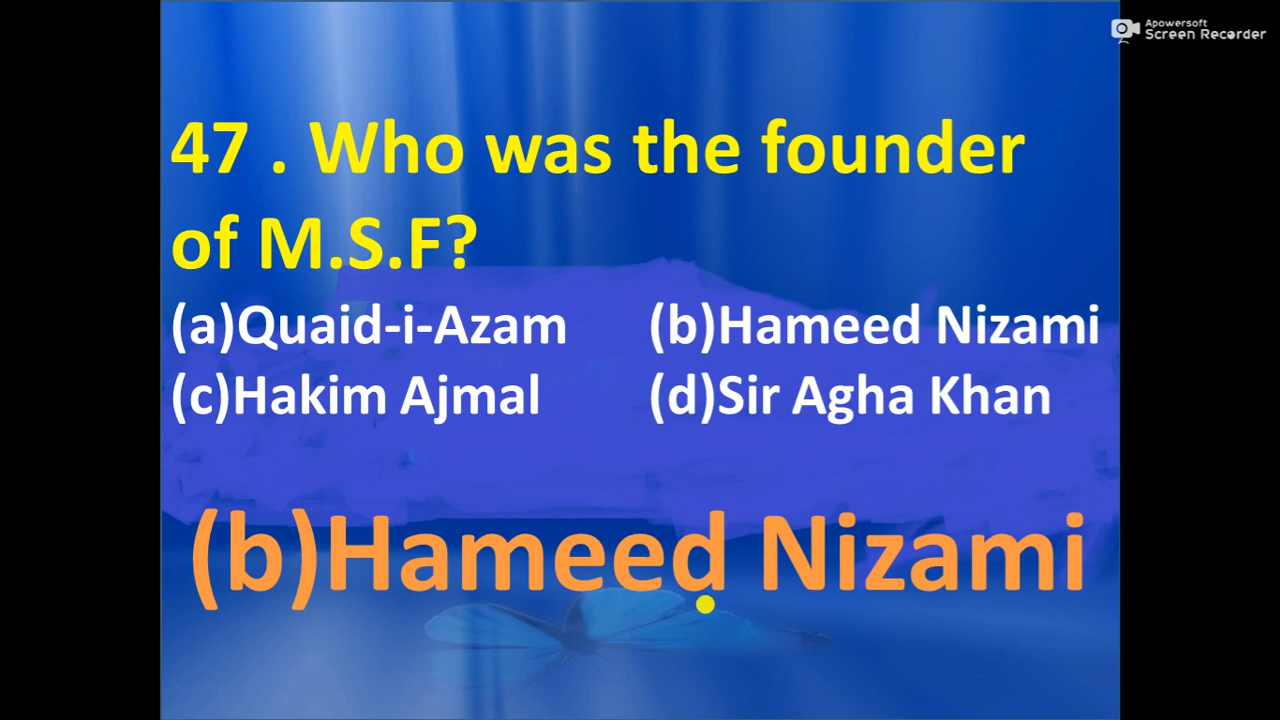 Apowersoft
Screen Recorder
47 . Who was the founder
of M.S.F?
(a)Quaid-i-Azam (b)Hameed Nizami
(c)Hakim Ajmal (d)Sir Agha Khan
(b)Hameed Nizami